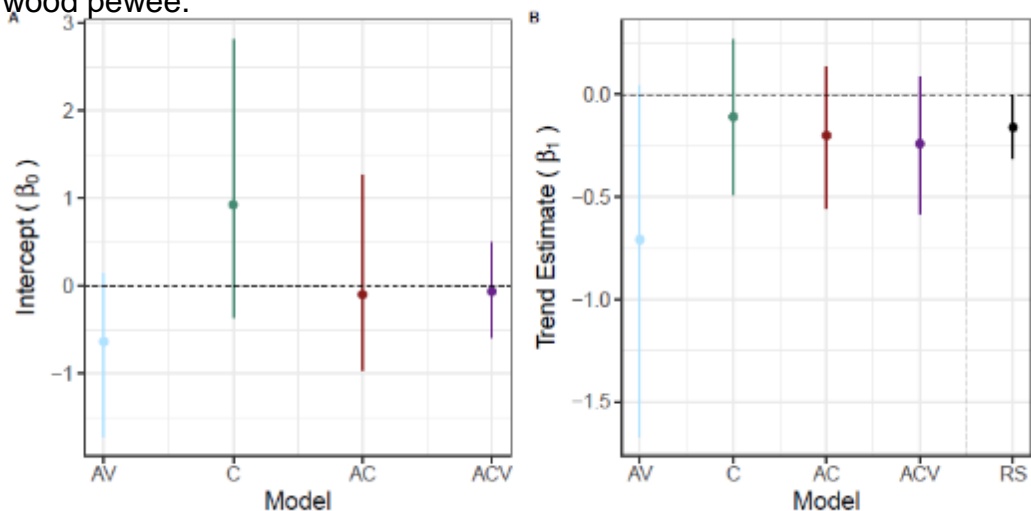 wood pewee.
A
3
2
1
0
−1
Intercept ( β₀ )
AV C AC ACV
Model
B
0.0
−0.5
−1.0
−1.5
Trend Estimate ( β₁ )
AV C AC ACV RS
Model